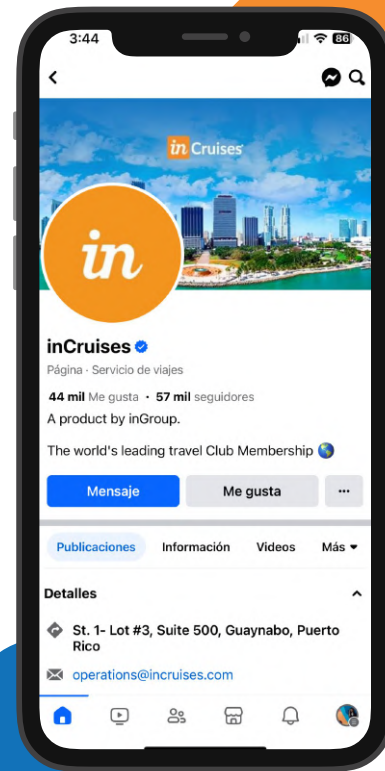 3:44
86
in Cruises
in
inCruises
Página · Servicio de viajes
44 mil Me gusta • 57 mil seguidores
A product by inGroup.
The world's leading travel Club Membership
Mensaje
Me gusta
Publicaciones Información Videos Más
Detalles
St. 1- Lot #3, Suite 500, Guaynabo, Puerto
Rico
operations@incruises.com